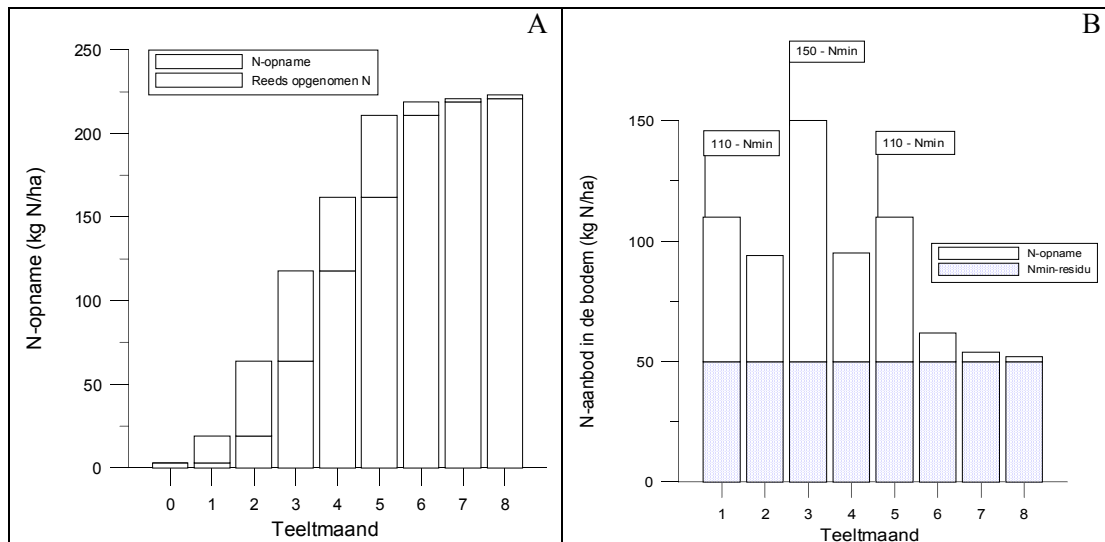 A
N-opname
Reeds opgenomen N
250
200
150
100
50
0
N-opname (kg N/ha)
0 1 2 3 4 5 6 7 8
Teeltmaand
B
150 - Nmin
110 - Nmin
110 - Nmin
N-opname
Nmin-residu
150
100
50
0
N-aanbod in de bodem (kg N/ha)
1 2 3 4 5 6 7 8
Teeltmaand